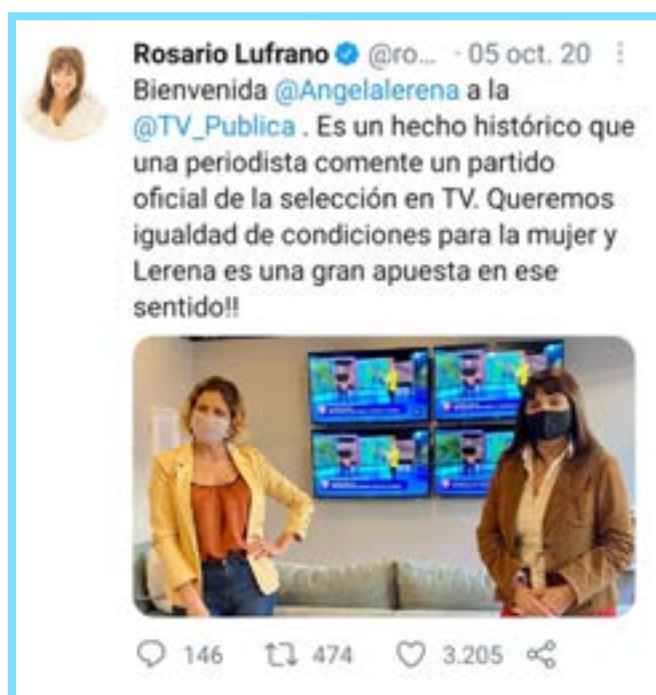 Rosario Lufrano @ro... · 05 oct. 20
Bienvenida @Angelalerena a la
@TV_Publica . Es un hecho histórico que
una periodista comente un partido
oficial de la selección en TV. Queremos
igualdad de condiciones para la mujer y
Lerena es una gran apuesta en ese
sentido!!
146 474 3.205